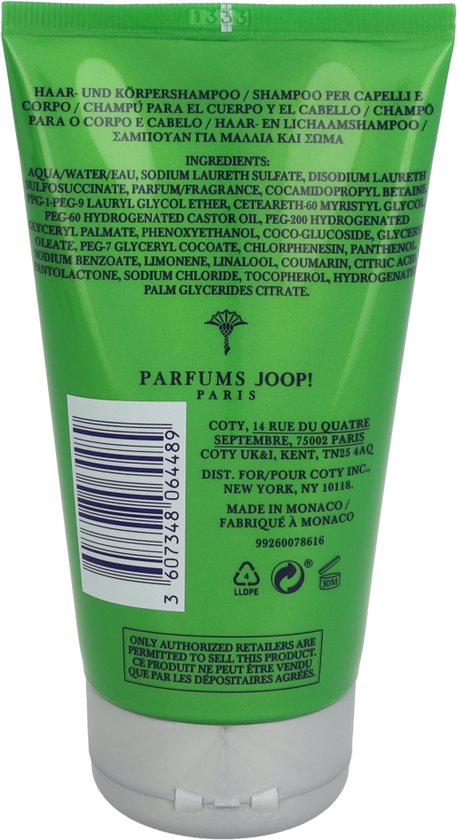 1333
HAAR- UND KÖRPERSHAMPOO / SHAMPOO PER CAPELLI E
CORPO / CHAMPÚ PARA EL CUERPO Y EL CABELLO / CHAMPÔ
PARA O CORPO E CABELO / HAAR- EN LICHAAMSHAMPOO /
ΣΑΜΠΟΥΑΝ ΓΙΑ ΜΑΛΛΙΑ ΚΑΙ ΣΩΜΑ
INGREDIENTS:
AQUA/WATER/EAU, SODIUM LAURETH SULFATE, DISODIUM LAURETH
SULFOSUCCINATE, PARFUM/FRAGRANCE, COCAMIDOPROPYL BETAINE,
PPG-1-PEG-9 LAURYL GLYCOL ETHER, CETEARETH-60 MYRISTYL GLYCOL,
PEG-60 HYDROGENATED CASTOR OIL, PEG-200 HYDROGENATED
GLYCERYL PALMATE, PHENOXYETHANOL, COCO-GLUCOSIDE, GLYCERYL
OLEATE, PEG-7 GLYCERYL COCOATE, CHLORPHENESIN, PANTHENOL,
SODIUM BENZOATE, LIMONENE, LINALOOL, COUMARIN, CITRIC ACID,
PANTOLACTONE, SODIUM CHLORIDE, TOCOPHEROL, HYDROGENATED
PALM GLYCERIDES CITRATE.
PARFUMS JOOP!
PARIS
COTY, 14 RUE DU QUATRE
SEPTEMBRE, 75002 PARIS
COTY UK&I, KENT, TN25 4AQ
DIST. FOR/POUR COTY INC.,
NEW YORK, NY 10118.
MADE IN MONACO/
FABRIQUÉ À MONACO
99260078616
3 607348 064489
4
LLDPE
®
30M
ONLY AUTHORIZED RETAILERS ARE
PERMITTED TO SELL THIS PRODUCT.
CE PRODUIT NE PEUT ÊTRE VENDU
QUE PAR LES DÉPOSITAIRES AGRÉÉS.